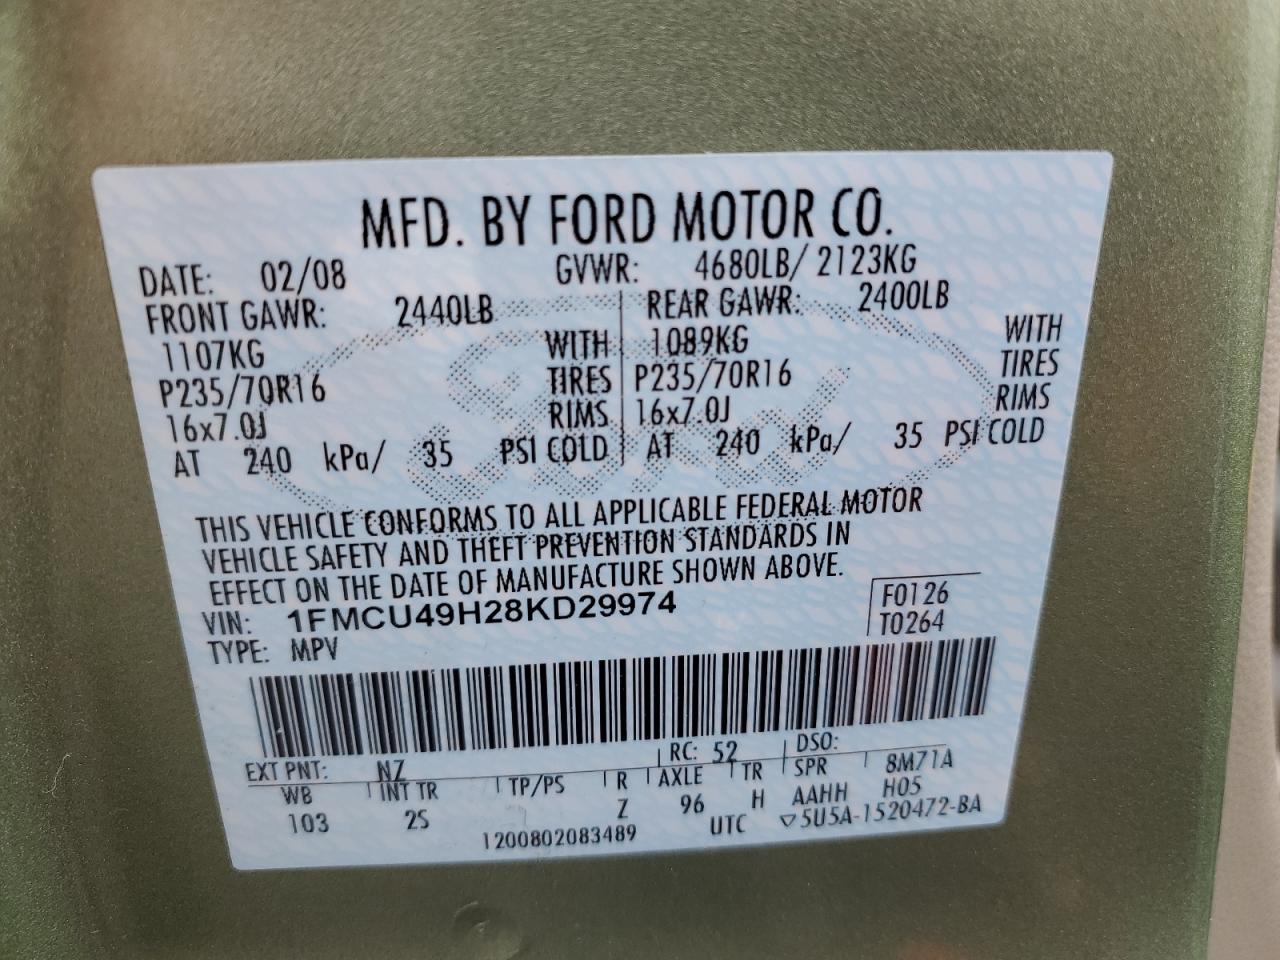 MFD. BY FORD MOTOR CO.
DATE: 02/08 GVWR: 4680LB/ 2123KG
FRONT GAWR: 2440LB REAR GAWR: 2400LB
1107KG WITH 1089KG WITH
P235/70R16 TIRES P235/70R16 TIRES
16x7.0J RIMS 16x7.0J RIMS
AT 240 kPa/ 35 PSI COLD AT 240 kPa/ 35 PSI COLD
Ford
THIS VEHICLE CONFORMS TO ALL APPLICABLE FEDERAL MOTOR
VEHICLE SAFETY AND THEFT PREVENTION STANDARDS IN
EFFECT ON THE DATE OF MANUFACTURE SHOWN ABOVE.
VIN: 1FMCU49H28KD29974 F0126
TYPE: MPV T0264
EXT PNT: NZ RC: 52 DSO:
WB INT TR TP/PS R AXLE TR SPR 8M71A
103 2S Z 96 H AAHH H05
1200802083489 UTC ▽5U5A-1520472-BA